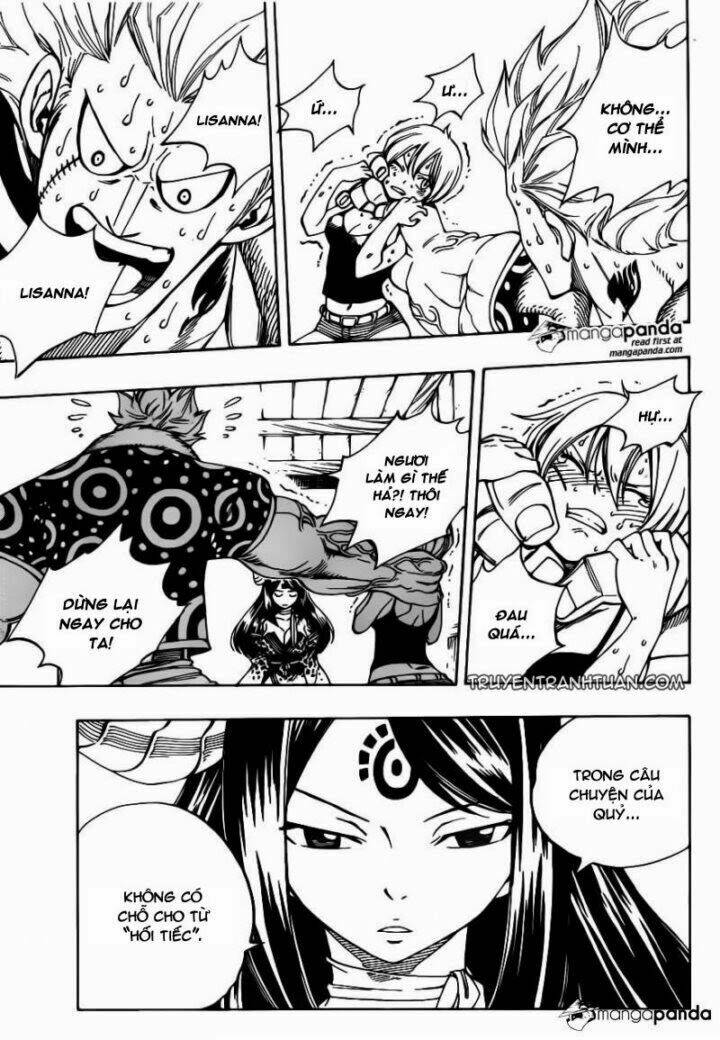 KHÔNG...
CƠ THỂ
MÌNH...
Ư...
Ứ...
LISANNA!
LISANNA!
mangapanda
read first at
mangapanda.com
HỰ...
ĐAU
QUÁ...
NGƯƠI
LÀM GÌ THẾ
HẢ?! THÔI
NGAY!
DỪNG LẠI
NGAY CHO
TA!
TRUYENTRANHTUAN.COM
TRONG CÂU
CHUYỆN CỦA
QUỶ...
KHÔNG CÓ
CHỖ CHO TỪ
"HỐI TIẾC".
mangapanda